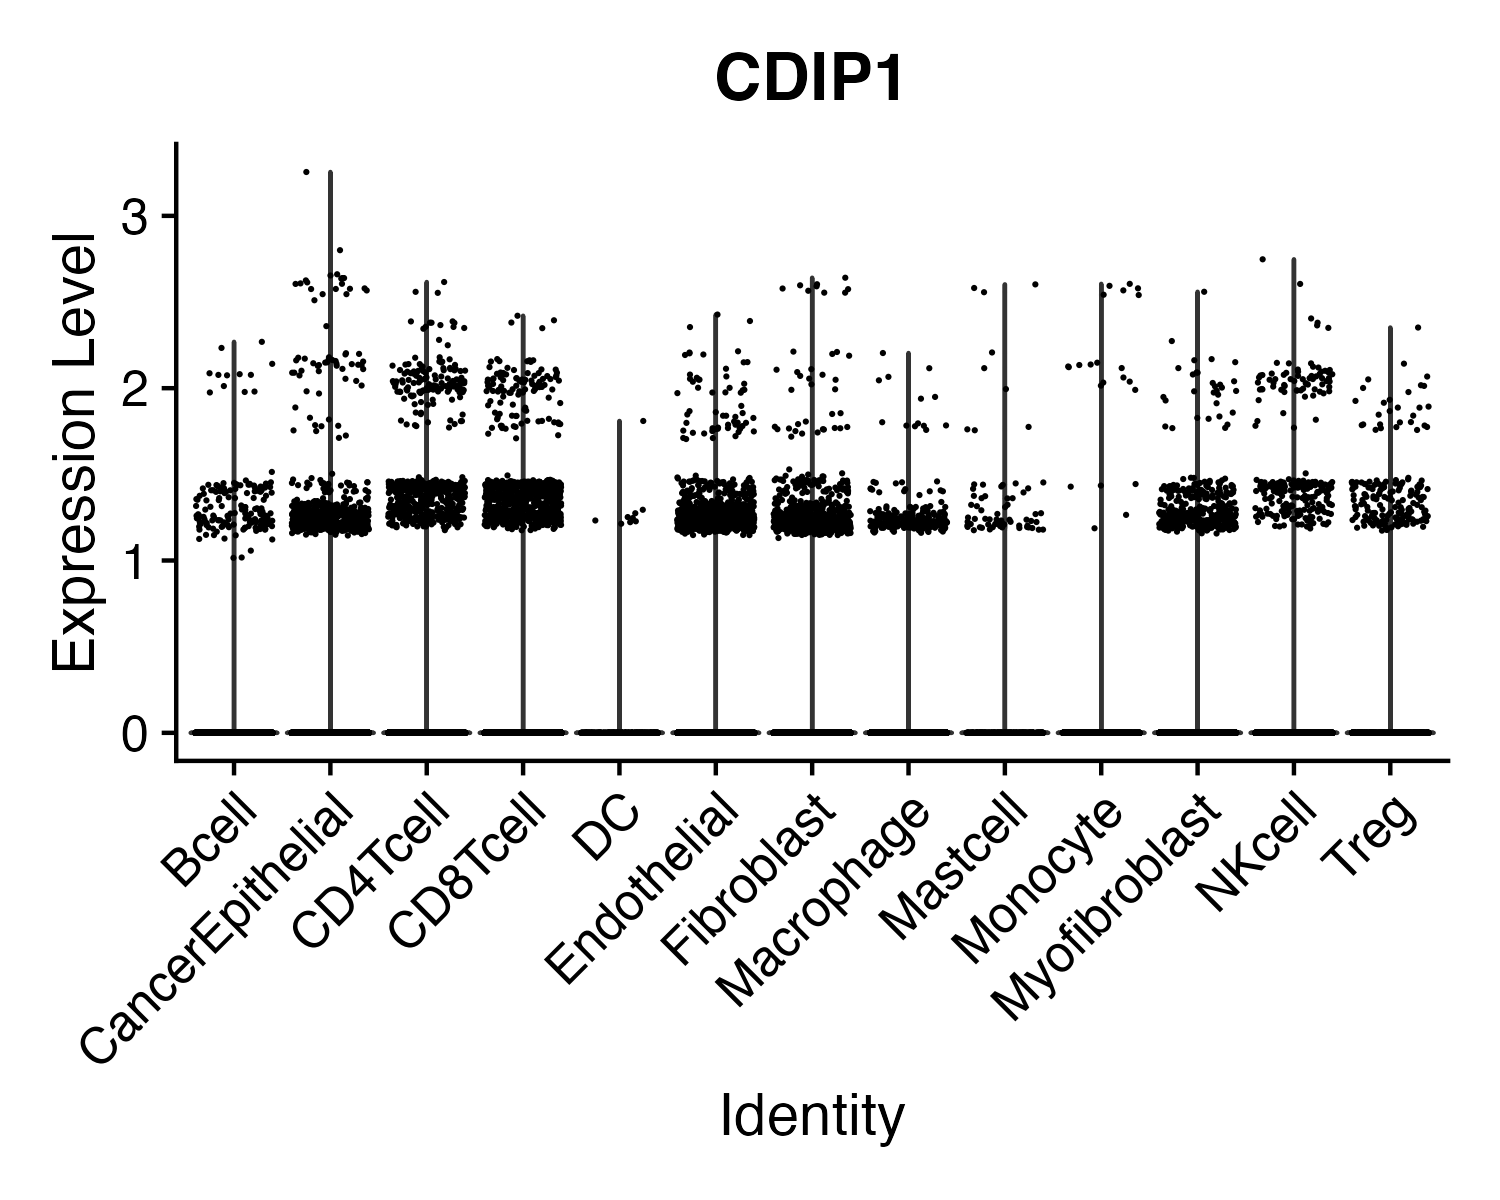 CDIP1
Expression Level
3
2
1
0
Bcell
CancerEpithelial
CD4Tcell
CD8Tcell
DC
Endothelial
Fibroblast
Macrophage
Mastcell
Monocyte
Myofibroblast
NKcell
Treg
Identity